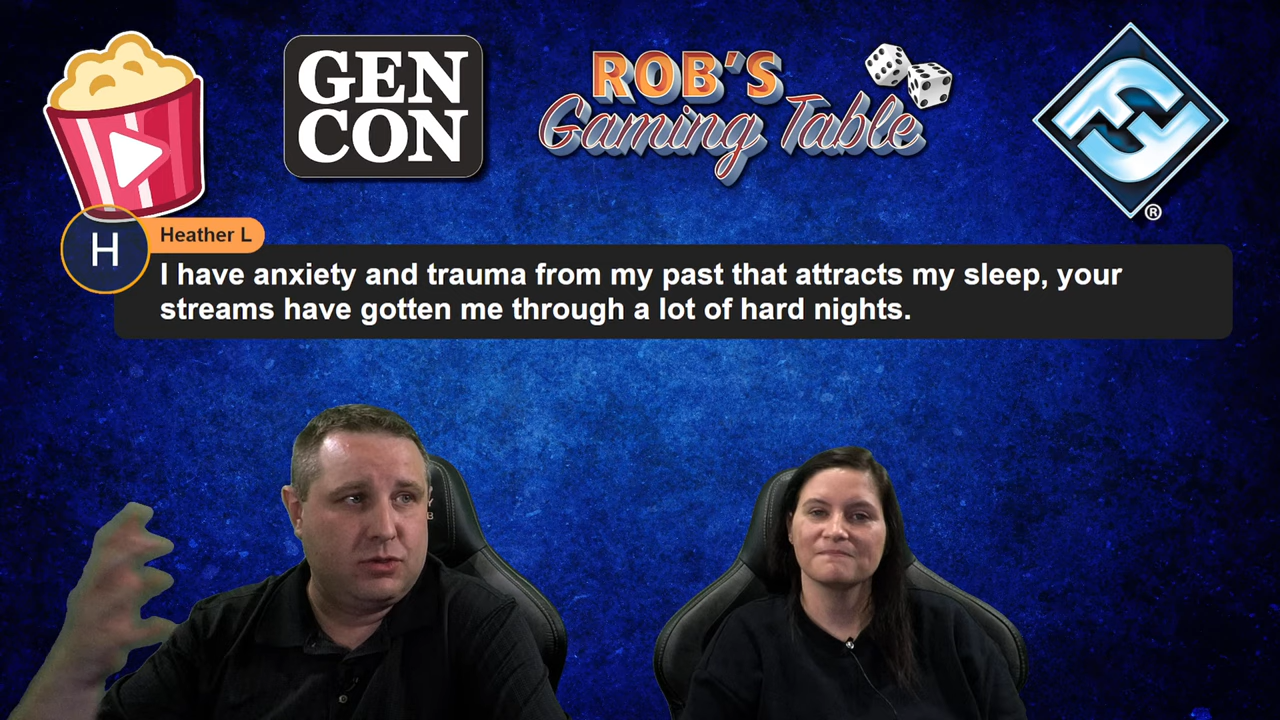 GEN
CON
ROB'S
Gaming Table
®
H
Heather L
I have anxiety and trauma from my past that attracts my sleep, your
streams have gotten me through a lot of hard nights.